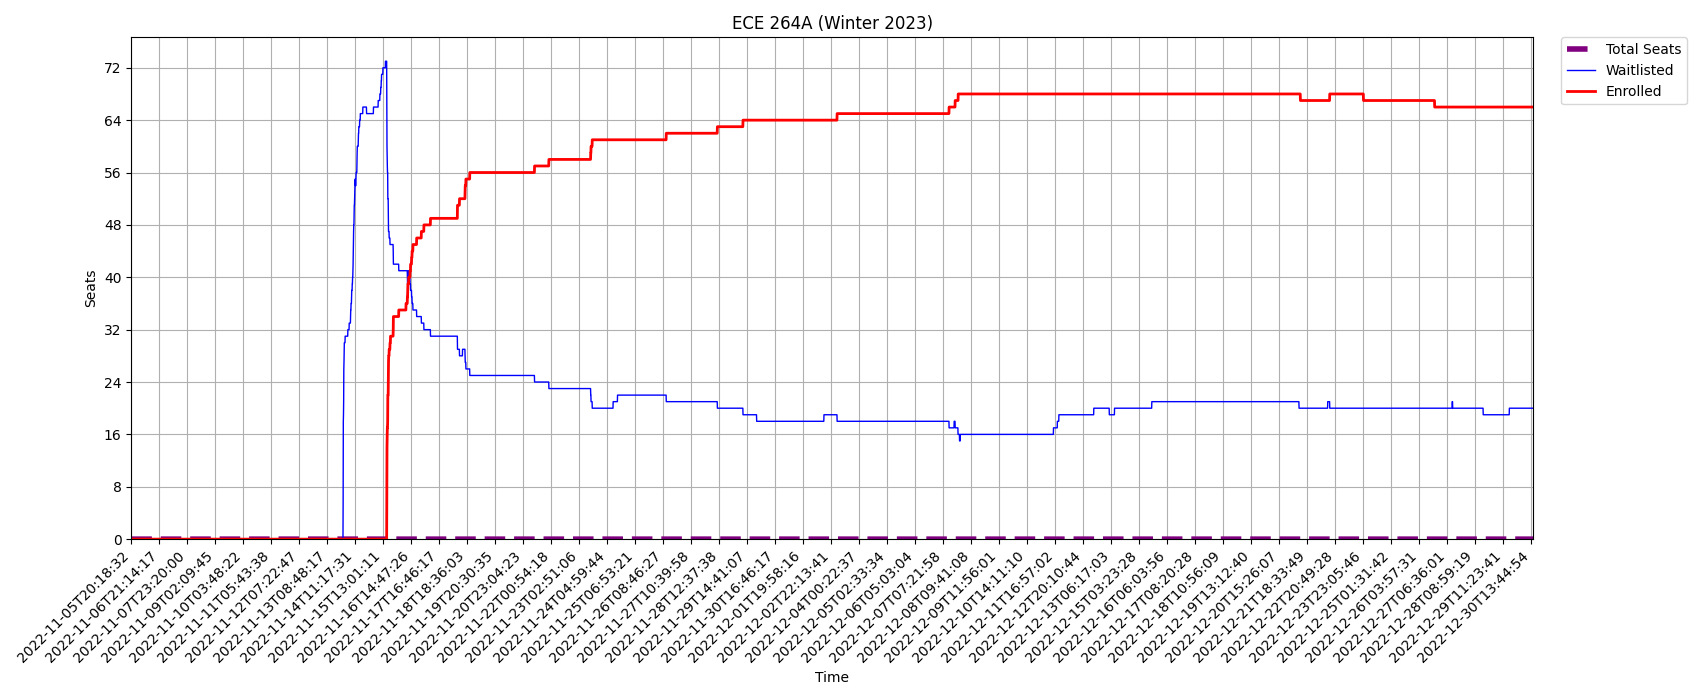 ECE 264A (Winter 2023)
Total Seats
Waitlisted
Enrolled
72
64
56
48
40
32
24
16
8
0
Seats
2022-11-05T20:18:32
2022-11-06T21:14:17
2022-11-07T23:20:00
2022-11-09T02:09:45
2022-11-10T03:48:22
2022-11-11T05:43:38
2022-11-12T07:22:47
2022-11-13T08:48:17
2022-11-14T11:17:31
2022-11-15T13:01:11
2022-11-16T14:47:26
2022-11-17T16:46:17
2022-11-18T18:36:03
2022-11-19T20:30:35
2022-11-20T23:04:23
2022-11-22T00:54:18
2022-11-23T02:51:06
2022-11-24T04:59:44
2022-11-25T06:53:21
2022-11-26T08:46:27
2022-11-27T10:39:58
2022-11-28T12:37:38
2022-11-29T14:41:07
2022-11-30T16:46:17
2022-12-01T19:58:16
2022-12-02T22:13:41
2022-12-04T00:22:37
2022-12-05T02:33:34
2022-12-06T05:03:04
2022-12-07T07:21:58
2022-12-08T09:41:08
2022-12-09T11:56:01
2022-12-10T14:11:10
2022-12-11T16:57:02
2022-12-12T20:10:44
2022-12-13T06:17:03
2022-12-15T03:23:28
2022-12-16T06:03:56
2022-12-17T08:20:28
2022-12-18T10:56:09
2022-12-19T13:12:40
2022-12-20T15:26:07
2022-12-21T18:33:49
2022-12-22T20:49:28
2022-12-23T23:05:46
2022-12-25T01:31:42
2022-12-26T03:57:31
2022-12-27T06:36:01
2022-12-28T08:59:19
2022-12-29T11:23:41
2022-12-30T13:44:54
Time